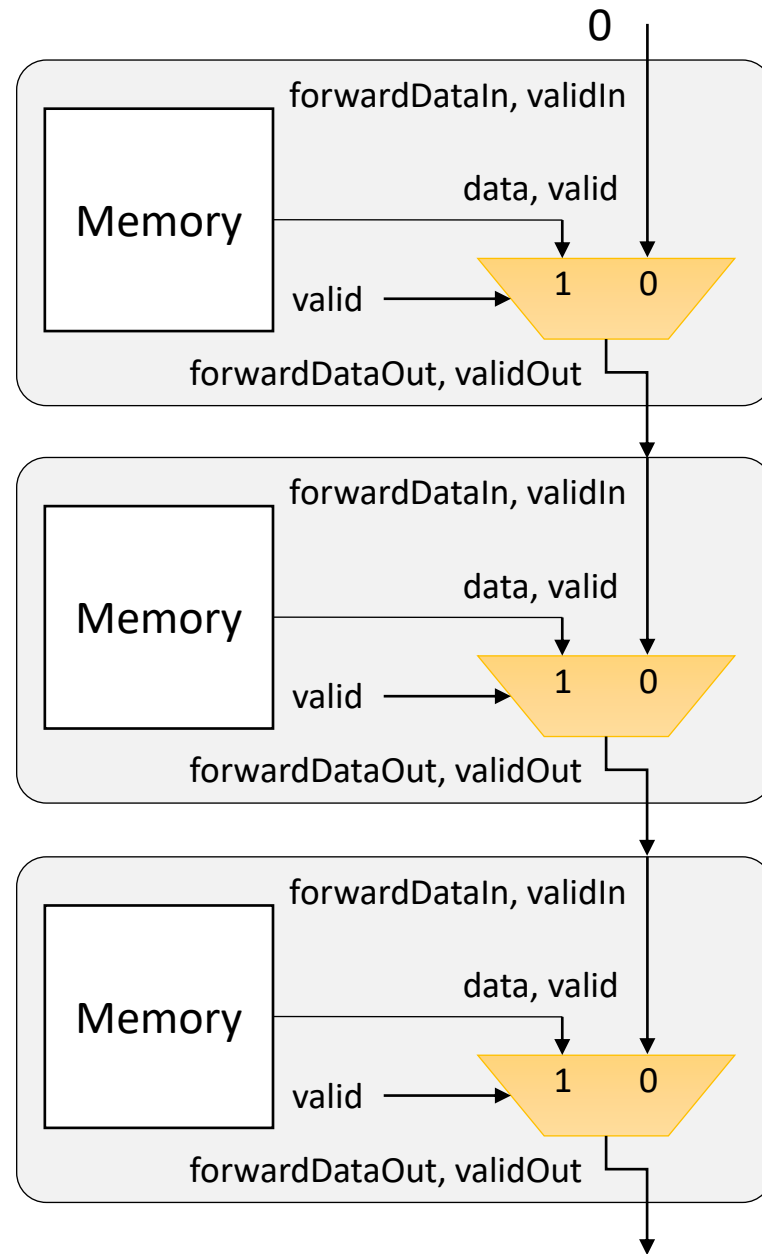 0
forwardDataIn, validIn
data, valid
Memory
1 0
valid
forwardDataOut, validOut
forwardDataIn, validIn
data, valid
Memory
1 0
valid
forwardDataOut, validOut
forwardDataIn, validIn
data, valid
Memory
1 0
valid
forwardDataOut, validOut